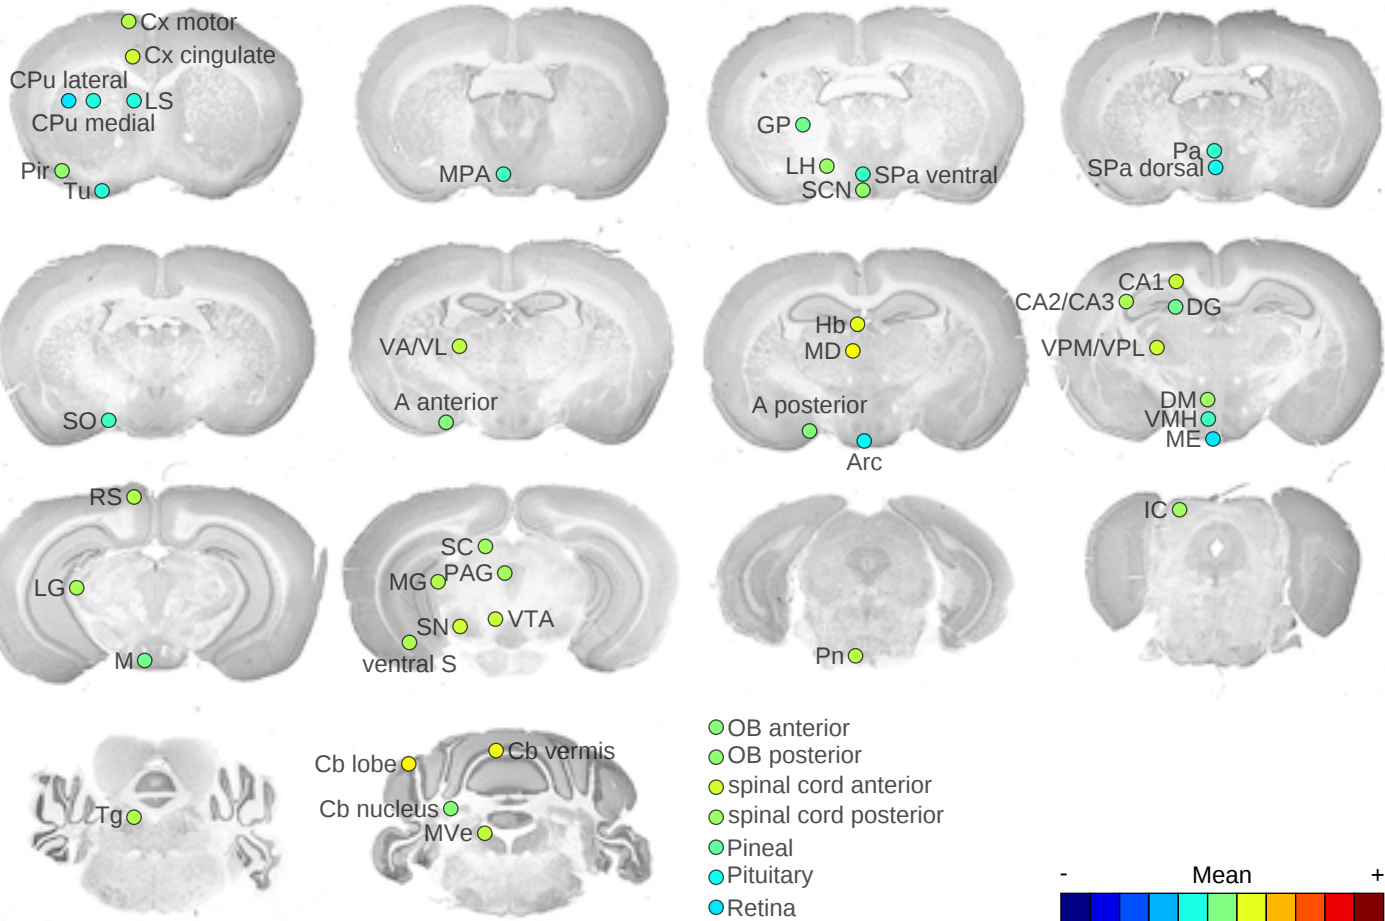 Cx motor
Cx cingulate
CPu lateral
LS
CPu medial
Pir
Tu
MPA
GP
LH
SPa ventral
SCN
Pa
SPa dorsal
SO
VA/VL
A anterior
Hb
MD
A posterior
Arc
CA1
CA2/CA3
DG
VPM/VPL
DM
VMH
ME
RS
LG
M
SC
MG
PAG
SN
VTA
ventral S
Pn
IC
Tg
Cb lobe
Cb vermis
Cb nucleus
MVe
OB anterior
OB posterior
spinal cord anterior
spinal cord posterior
Pineal
Pituitary
Retina
- Mean +